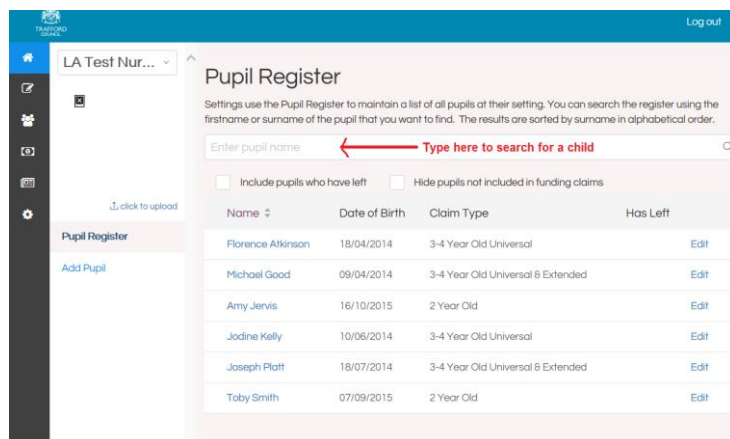 TRAFFORD
COUNCIL
Log out
LA Test Nur...
click to upload
Pupil Register
Add Pupil
Pupil Register
Settings use the Pupil Register to maintain a list of all pupils at their setting. You can search the register using the
firstname or surname of the pupil that you want to find. The results are sorted by surname in alphabetical order.
Enter pupil name
Type here to search for a child
Include pupils who have left Hide pupils not included in funding claims
Name Date of Birth Claim Type Has Left
Florence Atkinson 18/04/2014 3-4 Year Old Universal Edit
Michael Good 09/04/2014 3-4 Year Old Universal & Extended Edit
Amy Jervis 16/10/2015 2 Year Old Edit
Jodine Kelly 10/06/2014 3-4 Year Old Universal Edit
Joseph Platt 18/07/2014 3-4 Year Old Universal & Extended Edit
Toby Smith 07/09/2015 2 Year Old Edit